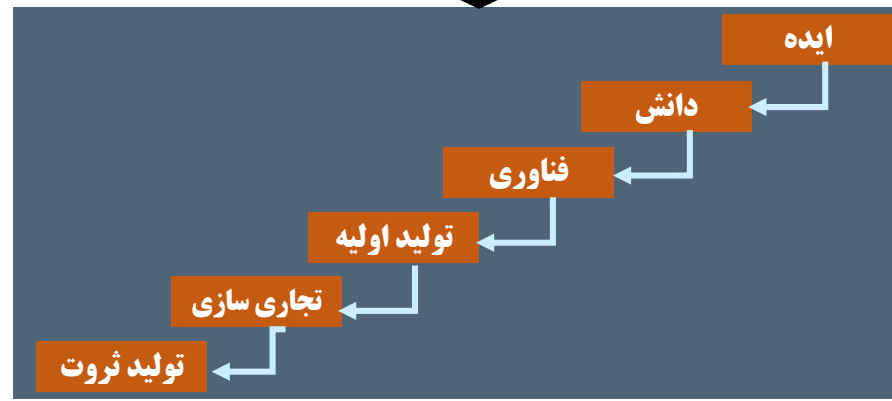 ایده
دانش
فناوری
تولید اولیه
تجاری سازی
تولید ثروت